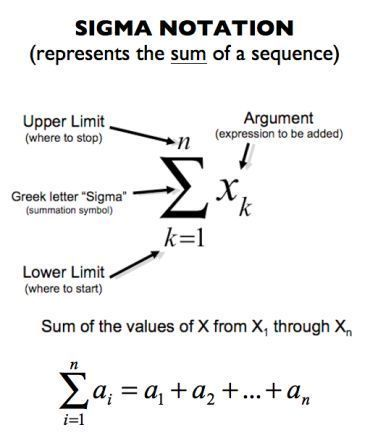 SIGMA NOTATION
(represents the sum of a sequence)
Upper Limit
(where to stop)
Argument
(expression to be added)
n
Greek letter "Sigma"
(summation symbol)
∑ xₖ
k=1
Lower Limit
(where to start)
Sum of the values of X from X₁ through Xₙ
n
∑ aᵢ = a₁ + a₂ + ... + aₙ
i=1